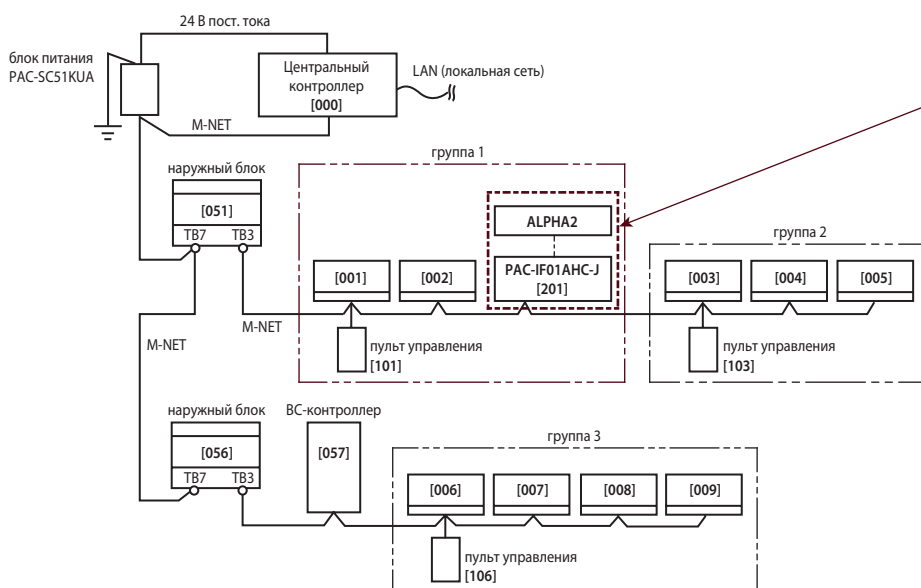 24 В пост. тока
блок питания
PAC-SC51KUA
Центральный
контроллер
[000]
LAN (локальная сеть)
M-NET
группа 1
наружный блок
[051]
TB7 TB3
ALPHA2
PAC-IF01AHC-J
[201]
[001] [002]
группа 2
[003] [004] [005]
M-NET
M-NET
пульт управления
[101]
пульт управления
[103]
наружный блок
[056]
TB7 TB3
BC-контроллер
[057]
группа 3
[006] [007] [008] [009]
пульт управления
[106]